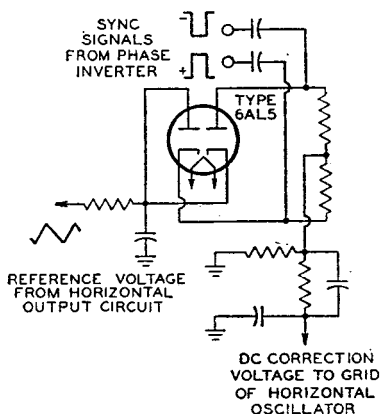 SYNC
SIGNALS
FROM PHASE
INVERTER
−
+
TYPE
6AL5
REFERENCE VOLTAGE
FROM HORIZONTAL
OUTPUT CIRCUIT
DC CORRECTION
VOLTAGE TO GRID
OF HORIZONTAL
OSCILLATOR